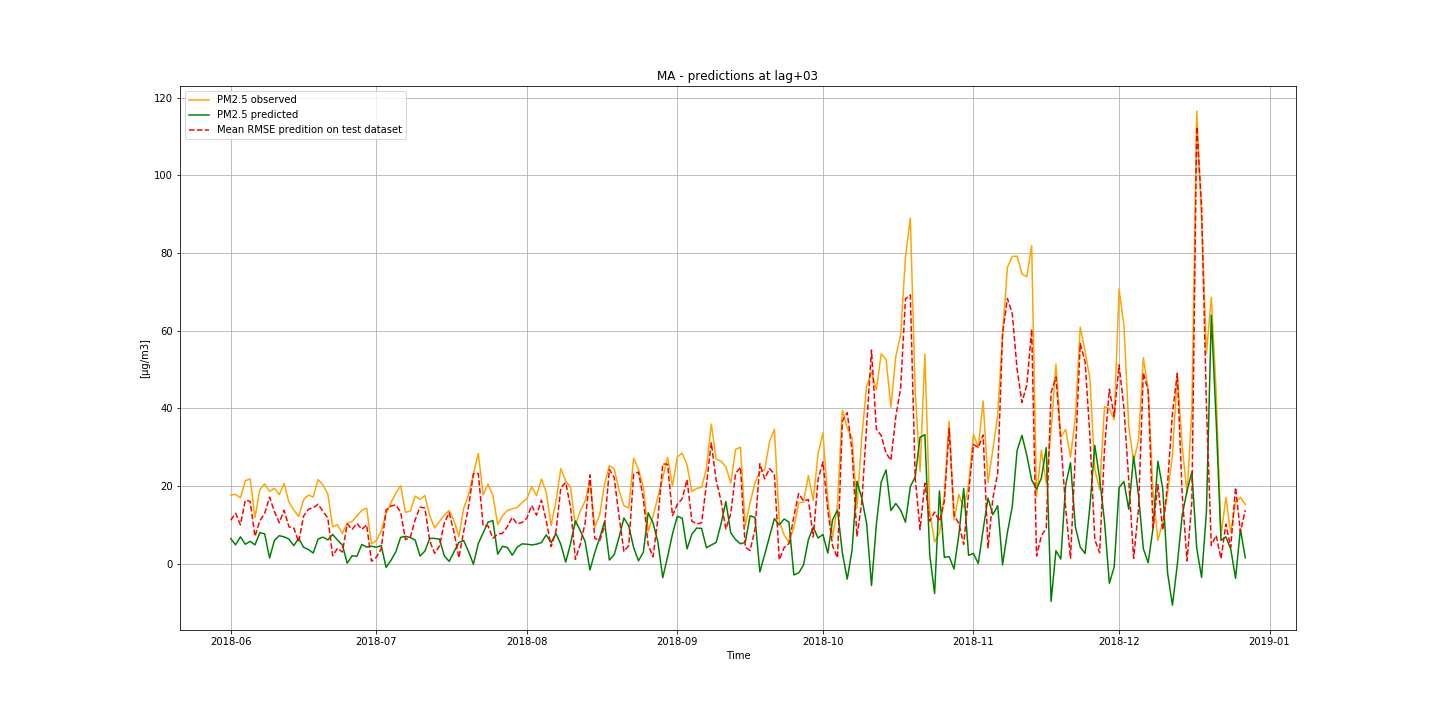 MA - predictions at lag+03
PM2.5 observed
PM2.5 predicted
Mean RMSE predition on test dataset
120
100
80
60
40
20
0
[µg/m3]
2018-06 2018-07 2018-08 2018-09 2018-10 2018-11 2018-12 2019-01
Time